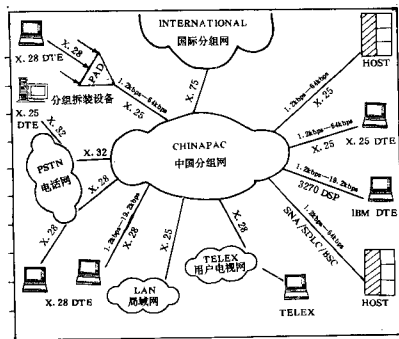 INTERNATIONAL
国际分组网
X.28
X.28 DTE
PAD
分组拆装设备
1.2kbps—64kbps
X.25
X.75
1.2kbps—64kbps
X.25
HOST
X.25
DTE
X.32
PSTN
电话网
X.32
X.28
CHINAPAC
中国分组网
1.2kbps—64kbps
X.25
X.25 DTE
1.2kbps—19.2kbps
3270 DSP
IBM DTE
1.2kbps—64kbps
SNA/SDLC/BSC
HOST
X.28
1.2kbps—19.2kbps
X.28
X.28 DTE
X.25
LAN
局域网
TELEX
用户电视网
X.28
TELEX